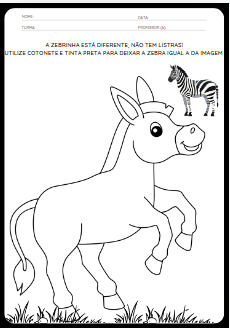 NOME:
DATA:
TURMA:
PROFESSOR (A):
A ZEBRINHA ESTÁ DIFERENTE, NÃO TEM LISTRAS!
UTILIZE COTONETE E TINTA PRETA PARA DEIXAR A ZEBRA IGUAL A DA IMAGEM